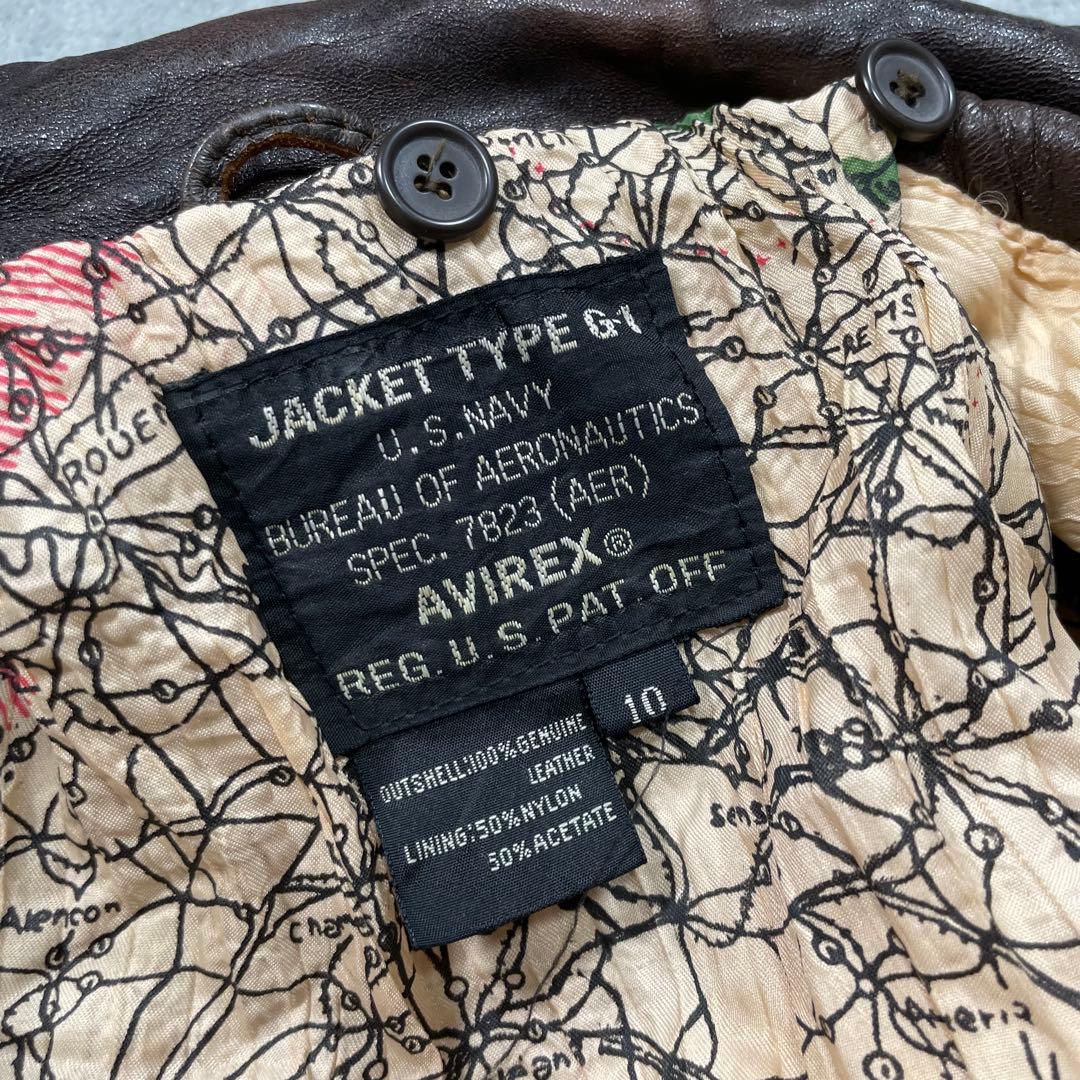 JACKET TYPE G-1
U.S. NAVY
BUREAU OF AERONAUTICS
SPEC. 7823 (AER)
AVIREX®
REG. U.S. PAT. OFF
10
OUTSHELL:100% GENUINE
LEATHER
LINING:50% NYLON
50% ACETATE
ROUEN
Sens
Alencon